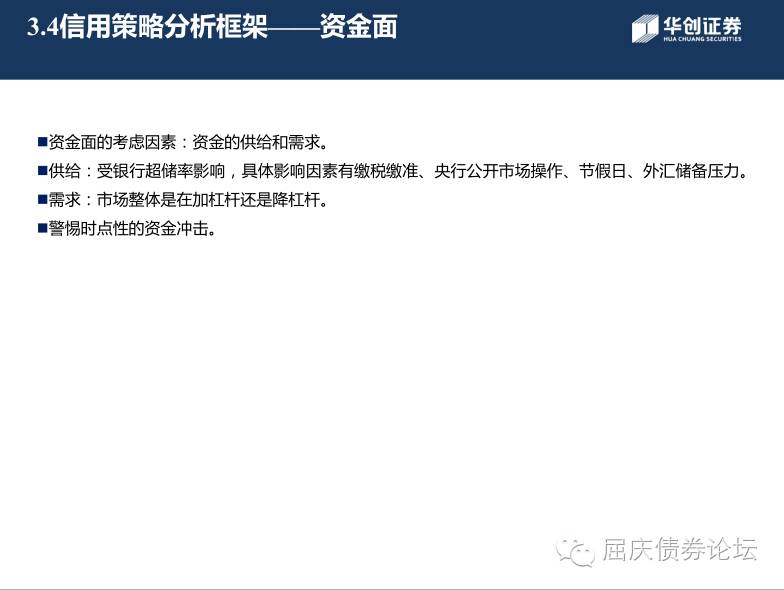 3.4信用策略分析框架——资金面
华创证券
HUA CHUANG SECURITIES
■资金面的考虑因素：资金的供给和需求。
■供给：受银行超储率影响，具体影响因素有缴税缴准、央行公开市场操作、节假日、外汇储备压力。
■需求：市场整体是在加杠杆还是降杠杆。
■警惕时点性的资金冲击。
屈庆债券论坛